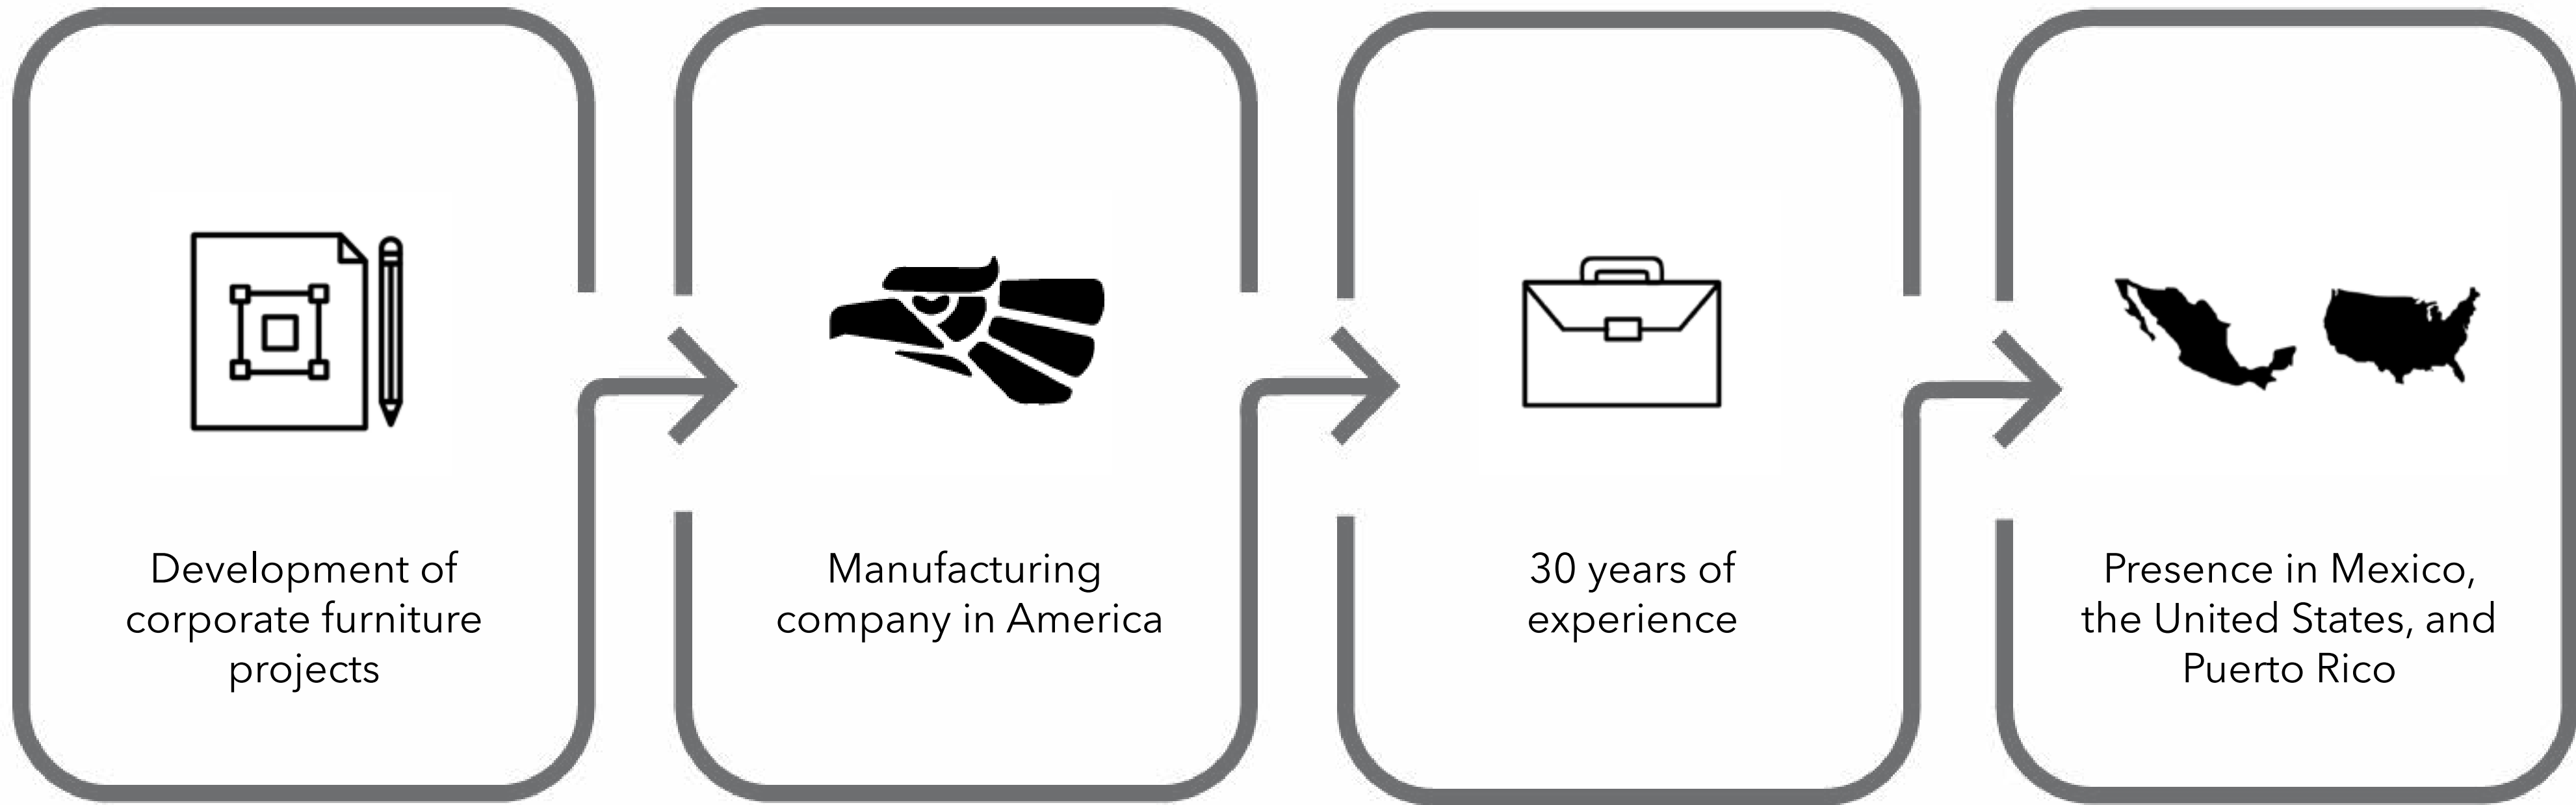 Development of
corporate furniture
projects
Manufacturing
company in America
30 years of
experience
Presence in Mexico,
the United States, and
Puerto Rico